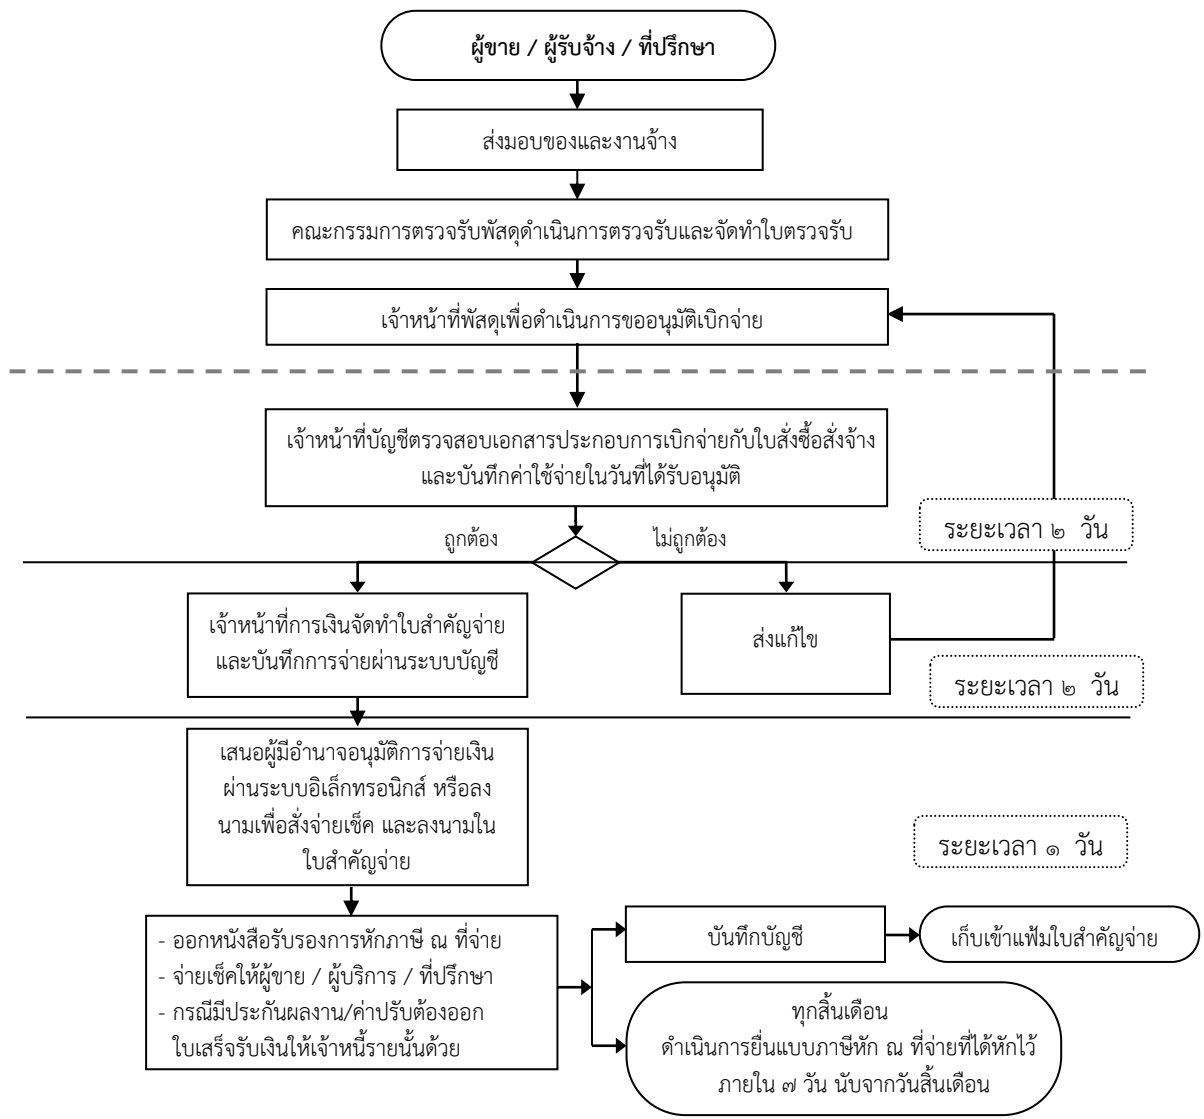 ผู้ขาย / ผู้รับจ้าง / ที่ปรึกษา
ส่งมอบของและงานจ้าง
คณะกรรมการตรวจรับพัสดุดำเนินการตรวจรับและจัดทำใบตรวจรับ
เจ้าหน้าที่พัสดุเพื่อดำเนินการขออนุมัติเบิกจ่าย
เจ้าหน้าที่บัญชีตรวจสอบเอกสารประกอบการเบิกจ่ายกับใบสั่งซื้อสั่งจ้าง
และบันทึกค่าใช้จ่ายในวันที่ได้รับอนุมัติ
ระยะเวลา ๒ วัน
ถูกต้อง
ไม่ถูกต้อง
เจ้าหน้าที่การเงินจัดทำใบสำคัญจ่าย
และบันทึกการจ่ายผ่านระบบบัญชี
ส่งแก้ไข
ระยะเวลา ๒ วัน
เสนอผู้มีอำนาจอนุมัติการจ่ายเงิน
ผ่านระบบอิเล็กทรอนิกส์ หรือลง
นามเพื่อสั่งจ่ายเช็ค และลงนามใน
ใบสำคัญจ่าย
ระยะเวลา ๑ วัน
- ออกหนังสือรับรองการหักภาษี ณ ที่จ่าย
- จ่ายเช็คให้ผู้ขาย / ผู้บริการ / ที่ปรึกษา
- กรณีมีประกันผลงาน/ค่าปรับต้องออก
ใบเสร็จรับเงินให้เจ้าหนี้รายนั้นด้วย
บันทึกบัญชี
เก็บเข้าแฟ้มใบสำคัญจ่าย
ทุกสิ้นเดือน
ดำเนินการยื่นแบบภาษีหัก ณ ที่จ่ายที่ได้หักไว้
ภายใน ๗ วัน นับจากวันสิ้นเดือน